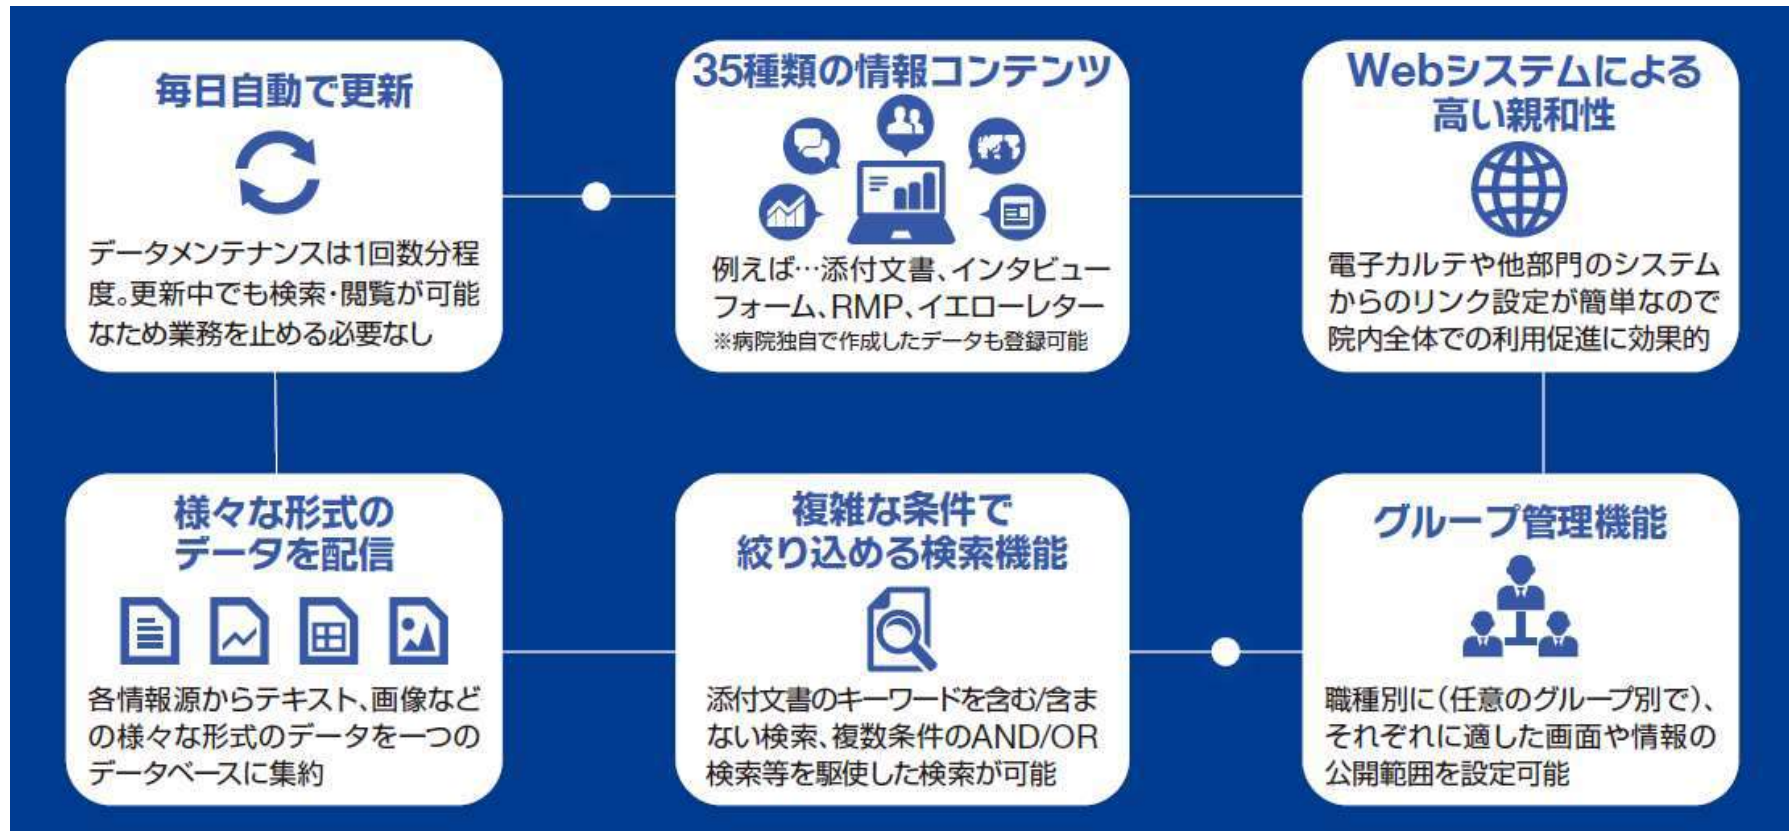 毎日自動で更新
データメンテナンスは1回数分程
度。更新中でも検索・閲覧が可能
なため業務を止める必要なし
35種類の情報コンテンツ
例えば…添付文書、インタビュー
フォーム、RMP、イエローレター
※病院独自で作成したデータも登録可能
Webシステムによる
高い親和性
電子カルテや他部門のシステム
からのリンク設定が簡単なので
院内全体での利用促進に効果的
様々な形式の
データを配信
各情報源からテキスト、画像など
の様々な形式のデータを一つの
データベースに集約
複雑な条件で
絞り込める検索機能
添付文書のキーワードを含む/含ま
ない検索、複数条件のAND/OR
検索等を駆使した検索が可能
グループ管理機能
職種別に（任意のグループ別で）、
それぞれに適した画面や情報の
公開範囲を設定可能